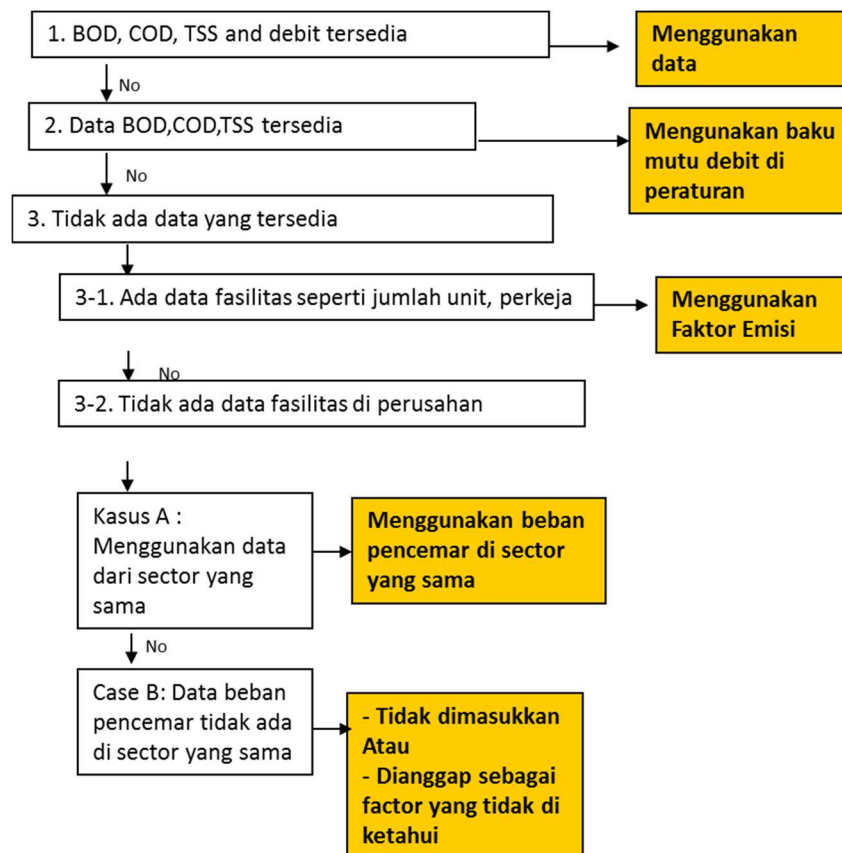 1. BOD, COD, TSS and debit tersedia
Menggunakan
data
No
2. Data BOD,COD,TSS tersedia
Mengunakan baku
mutu debit di
peraturan
No
3. Tidak ada data yang tersedia
3-1. Ada data fasilitas seperti jumlah unit, perkeja
Menggunakan
Faktor Emisi
No
3-2. Tidak ada data fasilitas di perusahan
Kasus A :
Menggunakan data
dari sector yang
sama
Menggunakan beban
pencemar di sector
yang sama
No
Case B: Data beban
pencemar tidak ada
di sector yang sama
- Tidak dimasukkan
Atau
- Dianggap sebagai
factor yang tidak di
ketahui